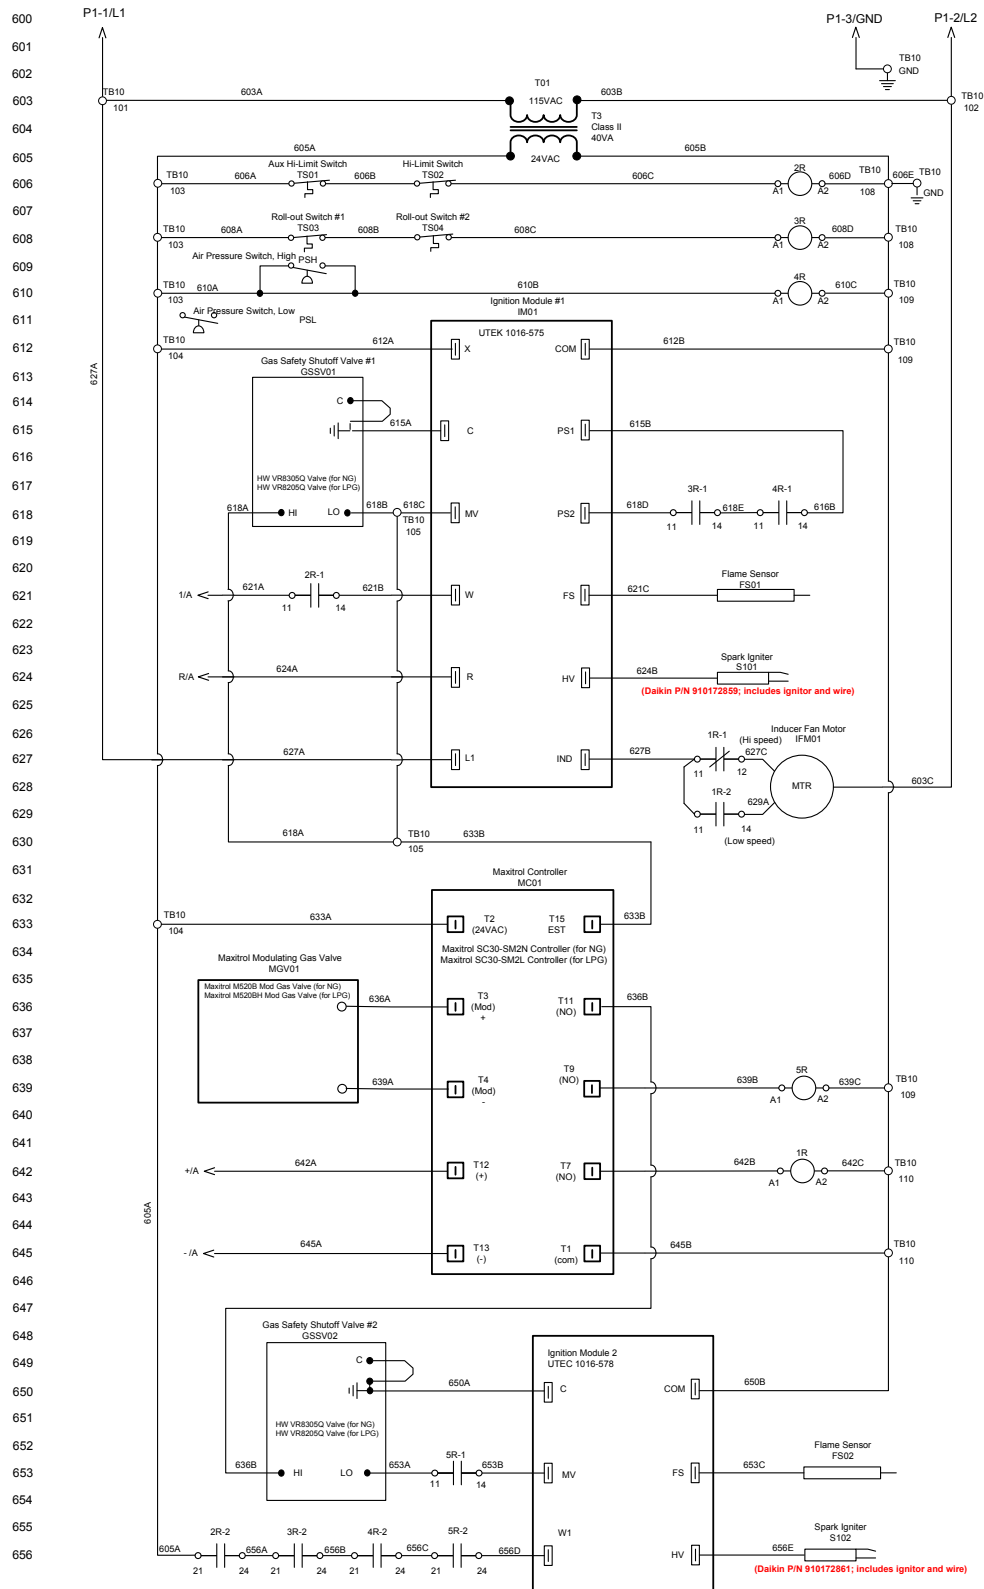 600 P1-1/L1 P1-3/GND P1-2/L2
601
602 TB10
GND
T01
603 TB10 603A 115VAC 603B TB10
101 102
T3
Class II
40VA
604
605A 605B
605 24VAC
Aux Hi-Limit Switch Hi-Limit Switch 2R
606 TB10 606A TS01 606B TS02 606C 606D TB10 606E TB10
103 A1 A2 108 GND
607
Roll-out Switch #1 Roll-out Switch #2 3R
608 TB10 608A TS03 608B TS04 608C 608D TB10
103 A1 A2 108
609 Air Pressure Switch, High PSH
4R
610 TB10 610A 610B 610C TB10
103 A1 A2 109
Ignition Module #1
IM01
611 Air Pressure Switch, Low PSL
UTEK 1016-575
612 TB10 612A X COM 612B TB10
104 109
Gas Safety Shutoff Valve #1
GSSV01
613
627A
614 C
615 615A C PS1 615B
616
HW VR8305Q Valve (for NG)
HW VR8205Q Valve (for LPG)
617
3R-1 4R-1
618 618A HI LO 618B 618C MV PS2 618D 618E 616B
TB10
105
11 14 11 14
619
620
2R-1 Flame Sensor
FS01
621 1/A 621A 621B W FS 621C
11 14
622
623
Spark Igniter
S101
624 R/A 624A R HV 624B
(Daikin P/N 910172859; includes ignitor and wire)
625
626 1R-1 Inducer Fan Motor
IFM01
(Hi speed)
627 627A L1 IND 627B 627C
11 12
628 MTR 603C
1R-2 629A
629
11 14
(Low speed)
630 618A TB10 633B
105
631
Maxitrol Controller
MC01
632
633 TB10 633A T2 T15 633B
104 (24VAC) EST
634 Maxitrol SC30-SM2N Controller (for NG)
Maxitrol SC30-SM2L Controller (for LPG)
Maxitrol Modulating Gas Valve
MGV01
635
Maxitrol M520B Mod Gas Valve (for NG)
Maxitrol M520BH Mod Gas Valve (for LPG)
636 636A T3 T11 636B
(Mod) (NO)
+
637
638
5R
639 639A T4 T9 639B 639C TB10
(Mod) (NO)
-
A1 A2 109
640
641
1R
642 +/A 642A T12 T7 642B 642C TB10
(+) (NO)
A1 A2 110
643
605A
644
645 - /A 645A T13 T1 645B TB10
(-) (com) 110
646
647
648 Gas Safety Shutoff Valve #2
GSSV02
649 C Ignition Module 2
UTEC 1016-578
650 650A C COM 650B
651
HW VR8305Q Valve (for NG)
HW VR8205Q Valve (for LPG)
652
5R-1 Flame Sensor
FS02
653 636B HI LO 653A 653B MV FS 653C
11 14
654
655 2R-2 3R-2 4R-2 5R-2 W1 Spark Igniter
S102
656 605A 656A 656B 656C 656D HV 656E
21 24 21 24 21 24 21 24
(Daikin P/N 910172861; includes ignitor and wire)